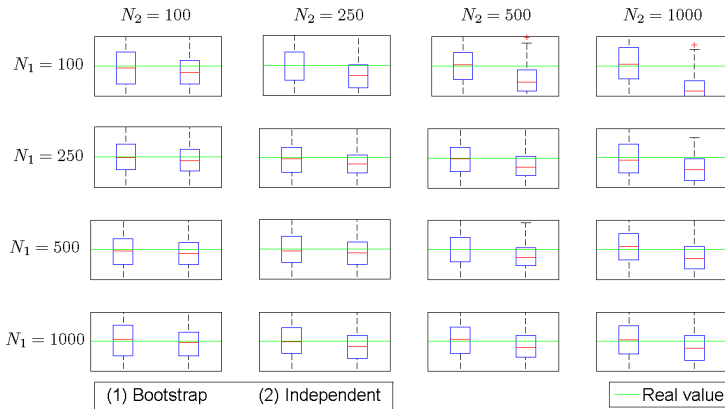 N₂ = 100 N₂ = 250 N₂ = 500 N₂ = 1000
N₁ = 100
N₁ = 250
N₁ = 500
N₁ = 1000
(1) Bootstrap (2) Independent Real value